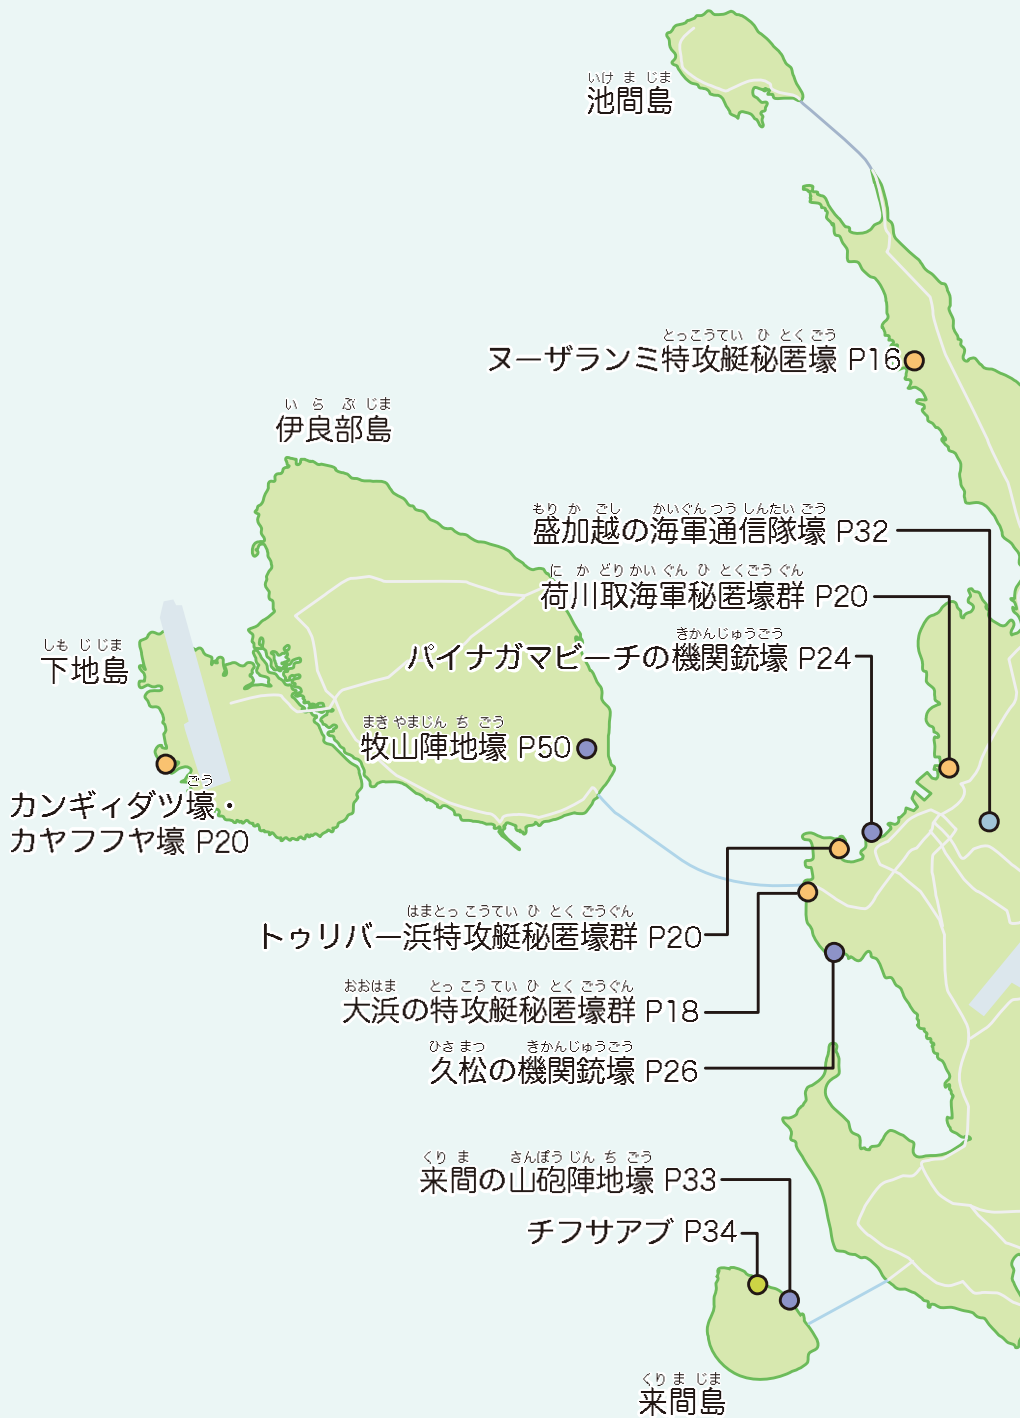 いけ ま じま
池間島
とっこうてい ひ とく ごう
ヌーザランミ特攻艇秘匿壕 P16
い ら ぶ じま
伊良部島
もり か ごし かいぐん つう しんたい ごう
盛加越の海軍通信隊壕 P32
に か どり かい ぐん ひ とくごう ぐん
荷川取海軍秘匿壕群 P20
きかんじゅうごう
パイナガマビーチの機関銃壕 P24
しも じ じま
下地島
まき やまじん ち ごう
牧山陣地壕 P50
ごう
カンギィダツ壕・
カヤフフヤ壕 P20
はまとっ こうてい ひ とく ごうぐん
トゥリバー浜特攻艇秘匿壕群 P20
おおはま とっ こう てい ひ とく ごうぐん
大浜の特攻艇秘匿壕群 P18
ひさ まつ きかんじゅうごう
久松の機関銃壕 P26
くり ま さんぽう じん ち ごう
来間の山砲陣地壕 P33
チフサアブ P34
くり ま じま
来間島